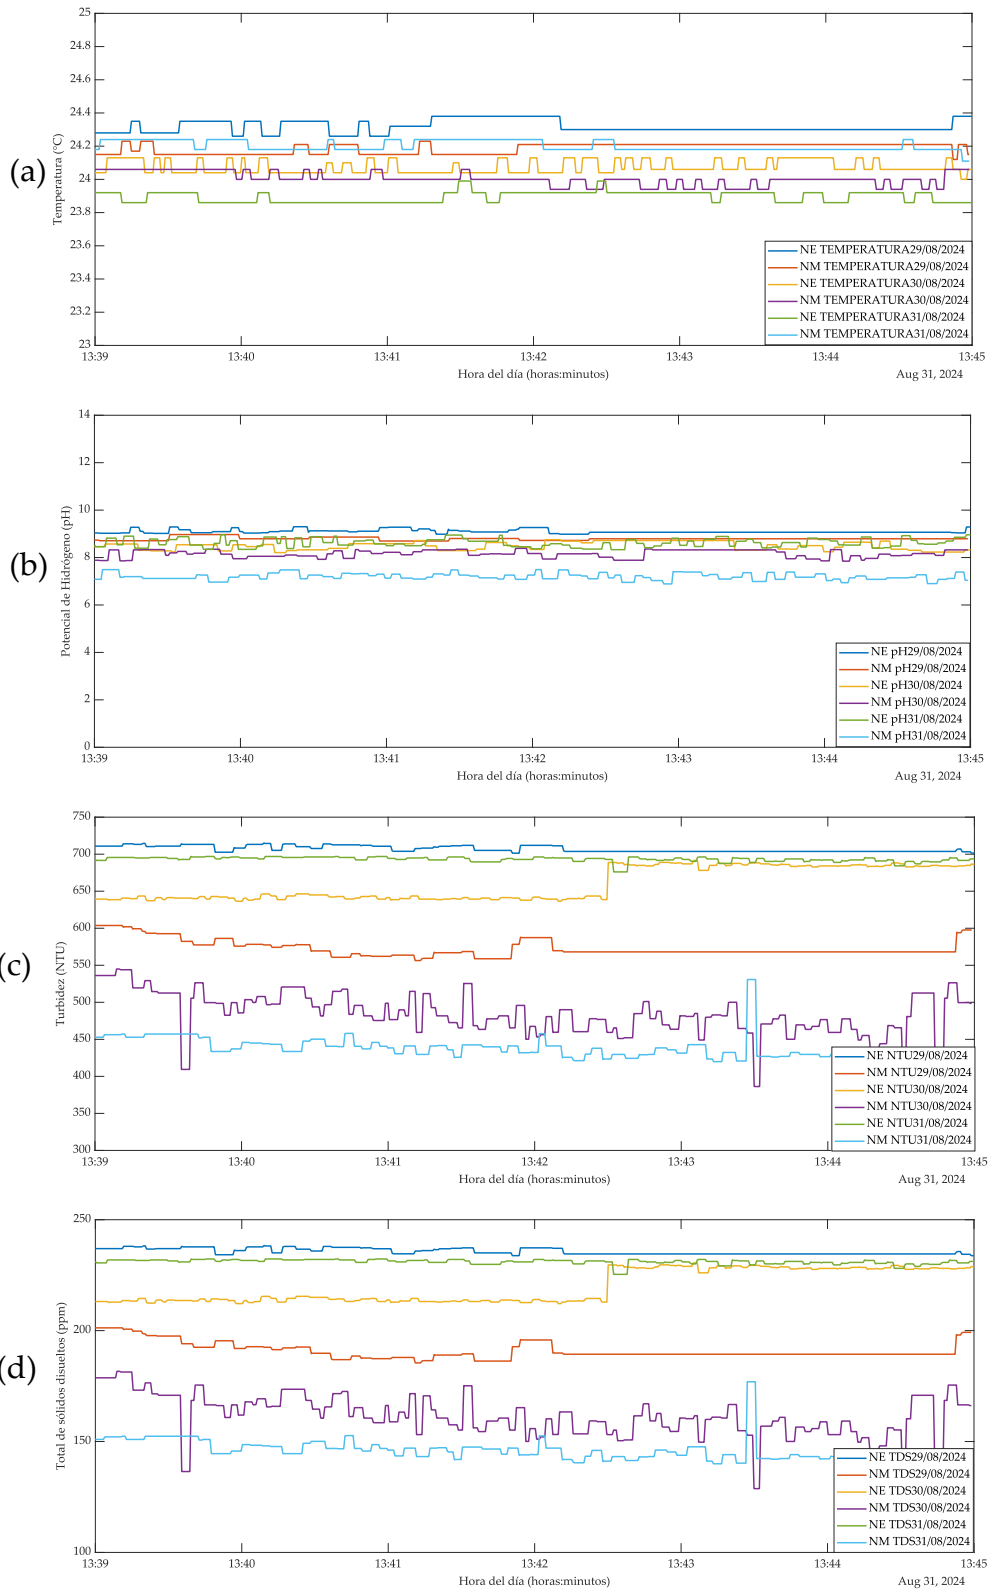 (a)
Temperatura (°C)
25
24.8
24.6
24.4
24.2
24
23.8
23.6
23.4
23.2
23
NE TEMPERATURA29/08/2024
NM TEMPERATURA29/08/2024
NE TEMPERATURA30/08/2024
NM TEMPERATURA30/08/2024
NE TEMPERATURA31/08/2024
NM TEMPERATURA31/08/2024
13:39 13:40 13:41 13:42 13:43 13:44 13:45
Hora del día (horas:minutos)
Aug 31, 2024
(b)
Potencial de Hidrógeno (pH)
14
12
10
8
6
4
2
0
NE pH29/08/2024
NM pH29/08/2024
NE pH30/08/2024
NM pH30/08/2024
NE pH31/08/2024
NM pH31/08/2024
13:39 13:40 13:41 13:42 13:43 13:44 13:45
Hora del día (horas:minutos)
Aug 31, 2024
(c)
Turbidez (NTU)
750
700
650
600
550
500
450
400
350
300
NE NTU29/08/2024
NM NTU29/08/2024
NE NTU30/08/2024
NM NTU30/08/2024
NE NTU31/08/2024
NM NTU31/08/2024
13:39 13:40 13:41 13:42 13:43 13:44 13:45
Hora del día (horas:minutos)
Aug 31, 2024
(d)
Total de sólidos disueltos (ppm)
250
200
150
100
NE TDS29/08/2024
NM TDS29/08/2024
NE TDS30/08/2024
NM TDS30/08/2024
NE TDS31/08/2024
NM TDS31/08/2024
13:39 13:40 13:41 13:42 13:43 13:44 13:45
Hora del día (horas:minutos)
Aug 31, 2024